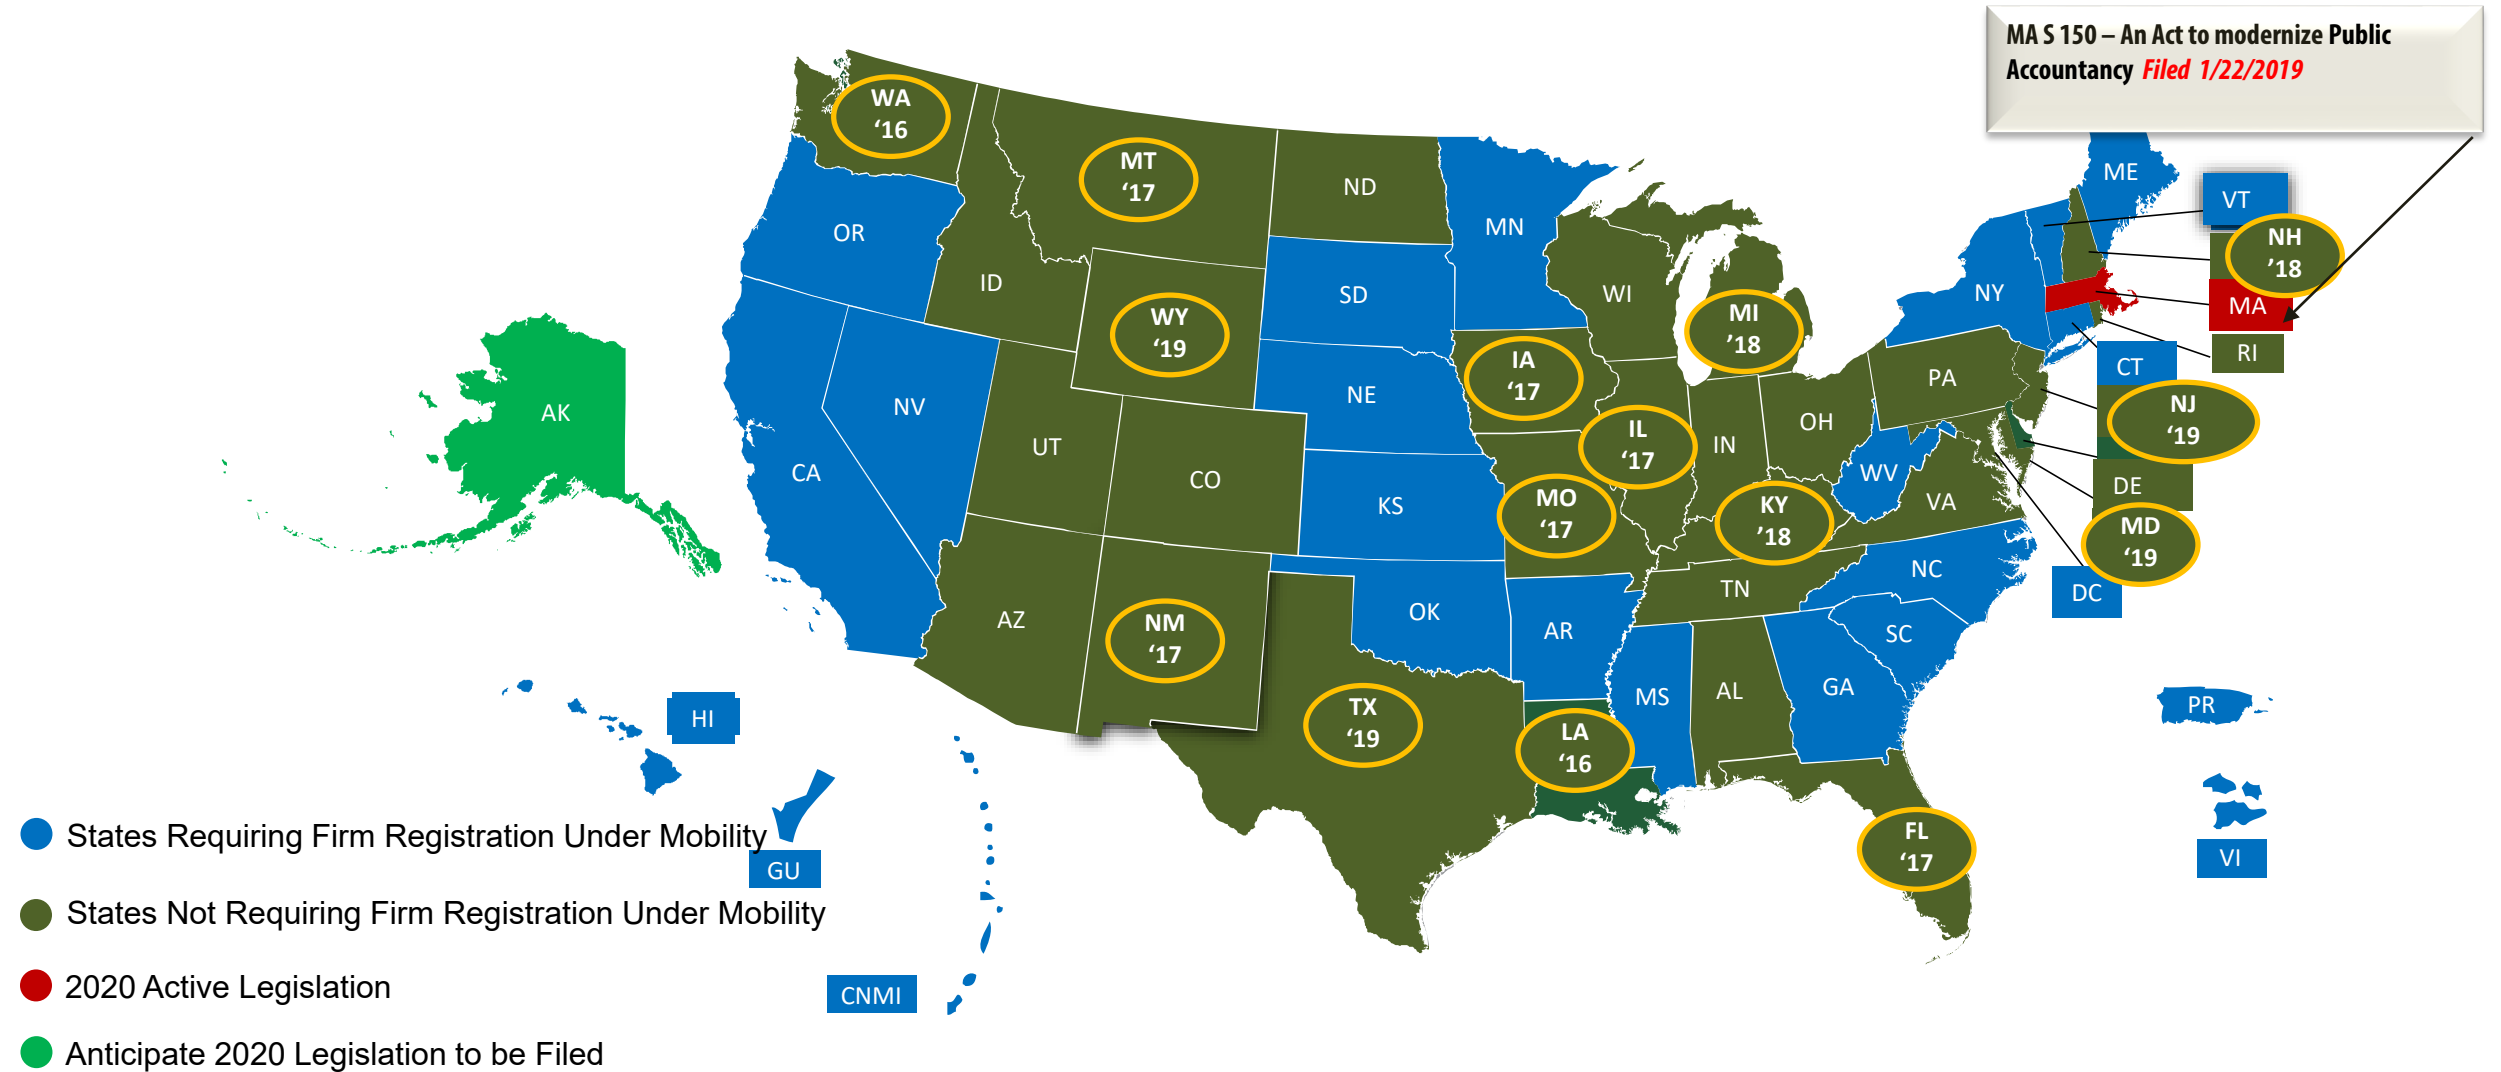 MA S 150 – An Act to modernize Public
Accountancy Filed 1/22/2019
WA
‘16
MT
‘17
ND
MN
ME
VT
OR
ID
WY
‘19
SD
WI
MI
’18
NY
NH
’18
MA
RI
CT
AK
NV
UT
CO
NE
IA
‘17
IL
‘17
IN
OH
PA
NJ
‘19
CA
KS
MO
‘17
KY
’18
WV
VA
DE
MD
‘19
DC
AZ
NM
‘17
OK
AR
TN
NC
SC
HI
TX
‘19
LA
‘16
MS
AL
GA
PR
FL
‘17
VI
GU
CNMI
States Requiring Firm Registration Under Mobility
States Not Requiring Firm Registration Under Mobility
2020 Active Legislation
Anticipate 2020 Legislation to be Filed